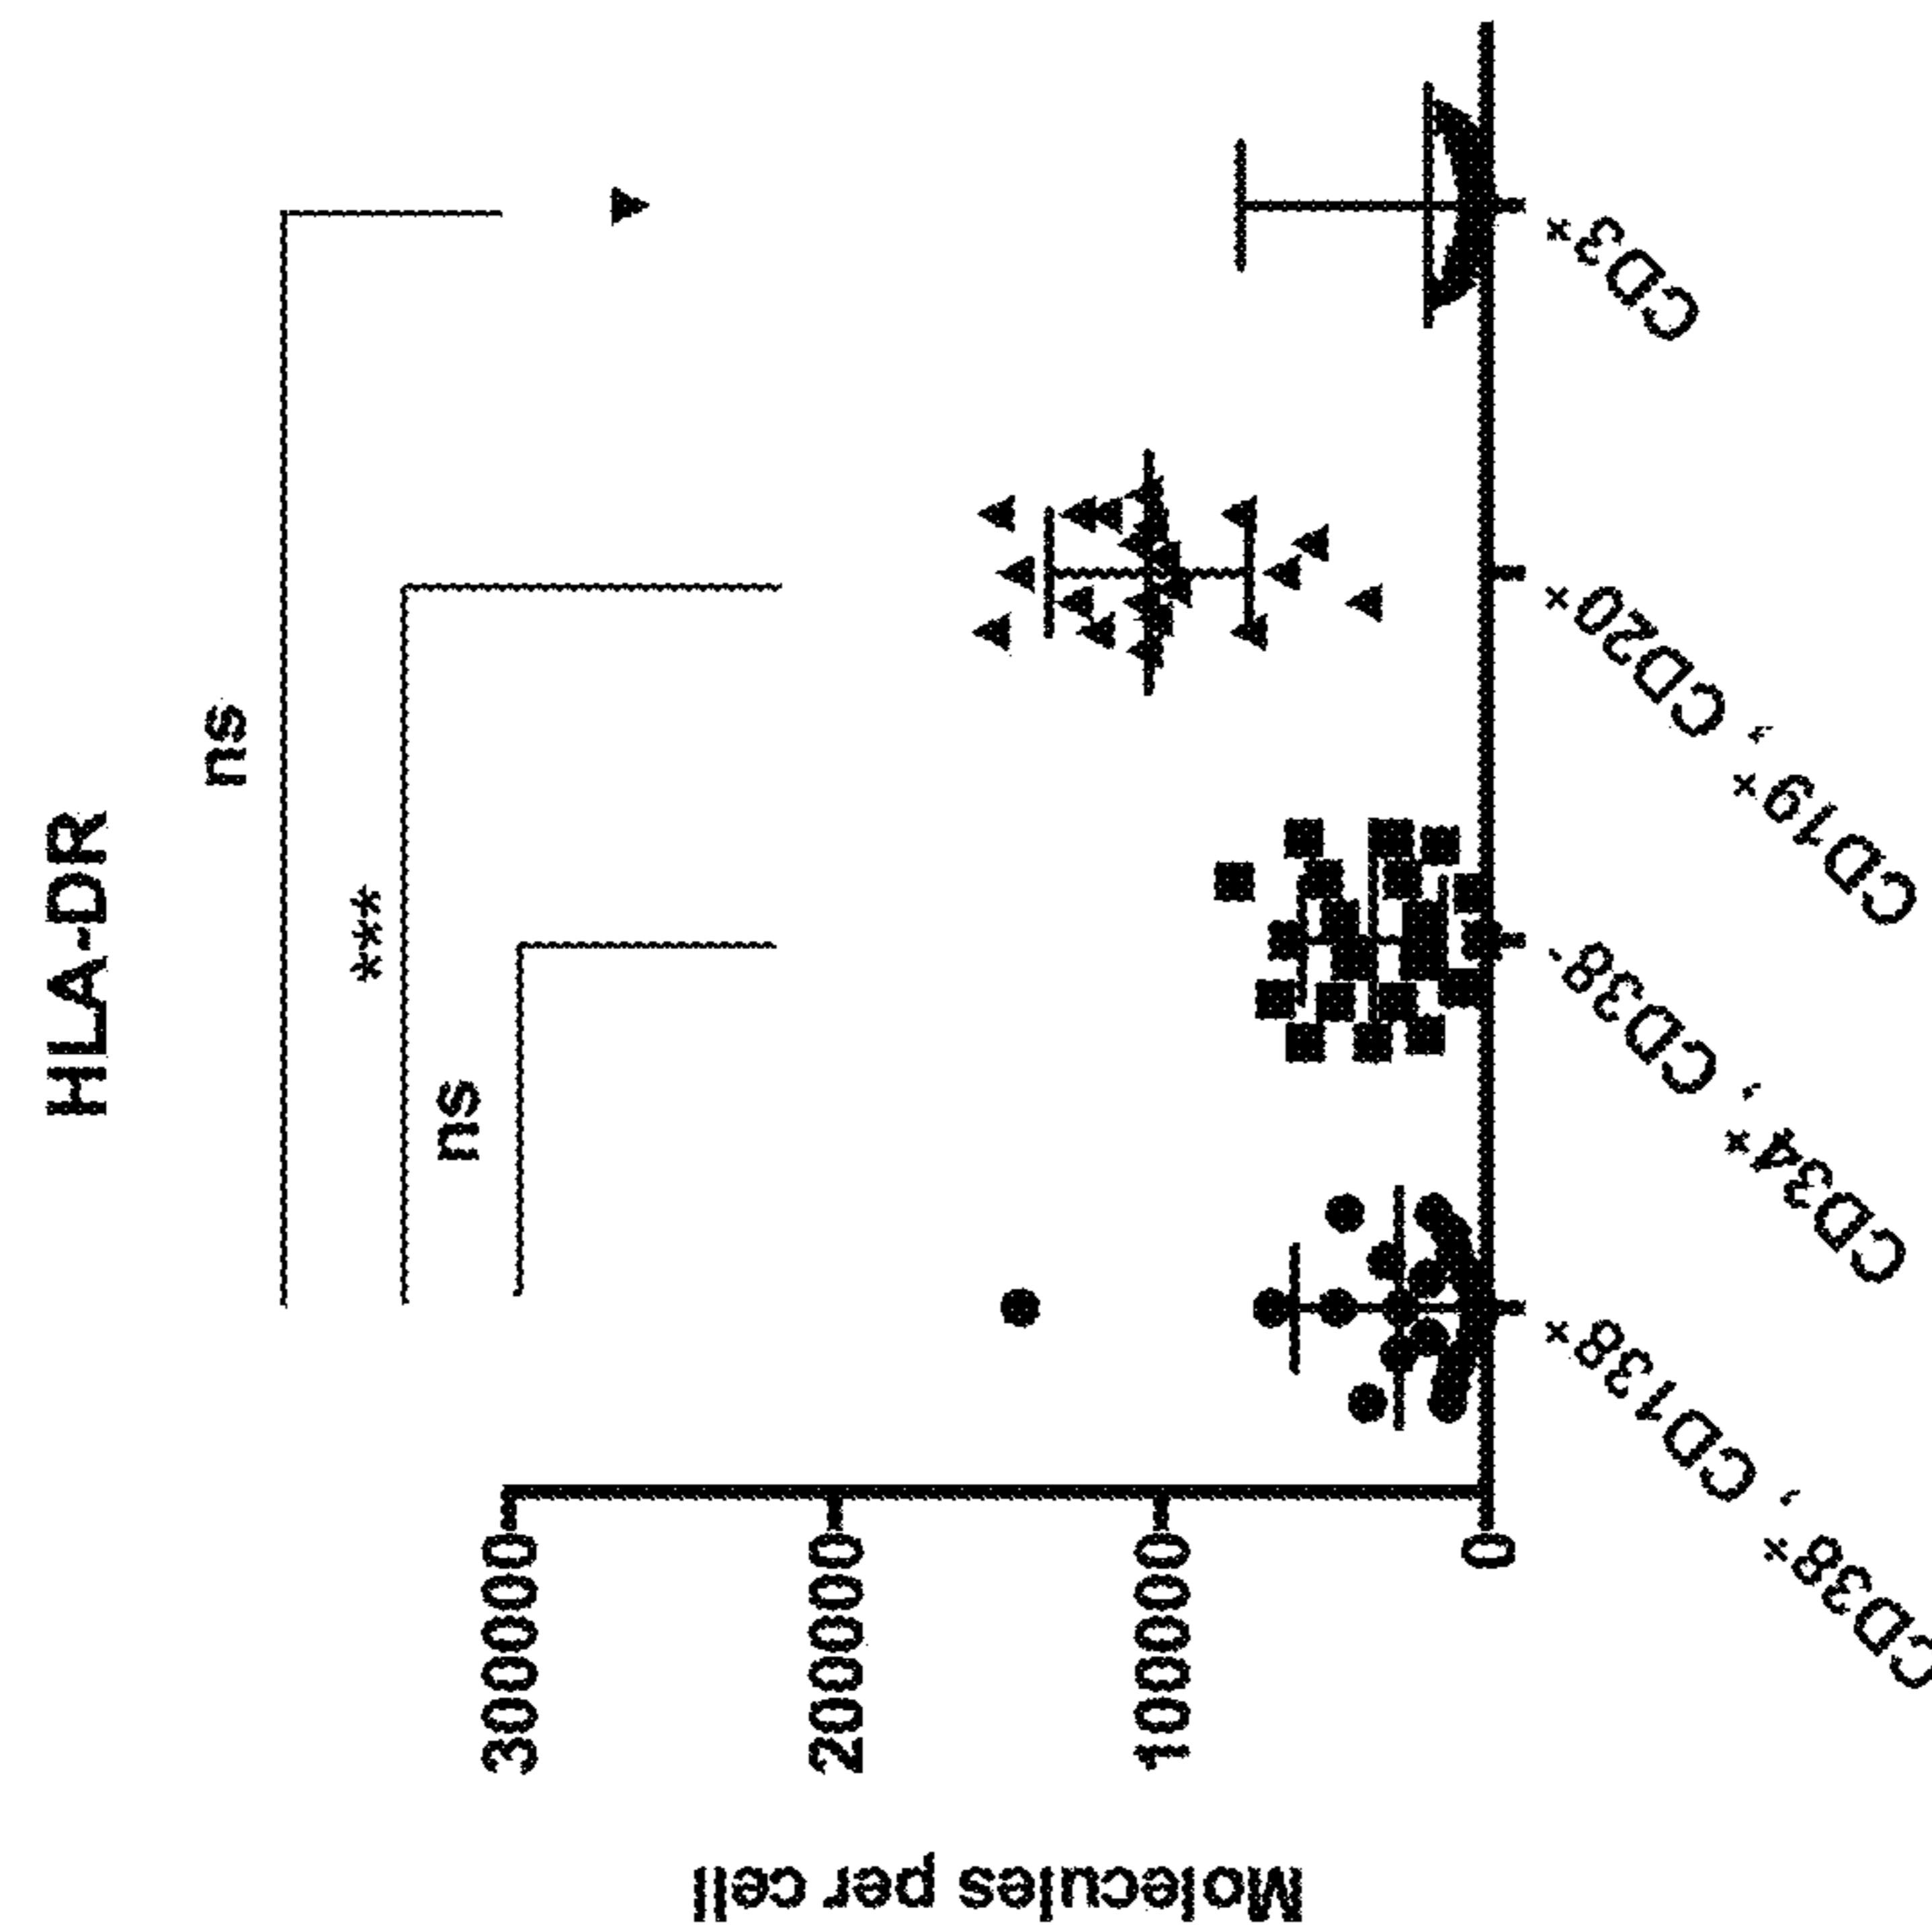 HLA-DR
ns
***
ns
300000
200000
100000
0
Molecules per cell
CD38⁺, CD138⁺
CD34⁺, CD38⁻
CD19⁺, CD20⁺
CD3⁺